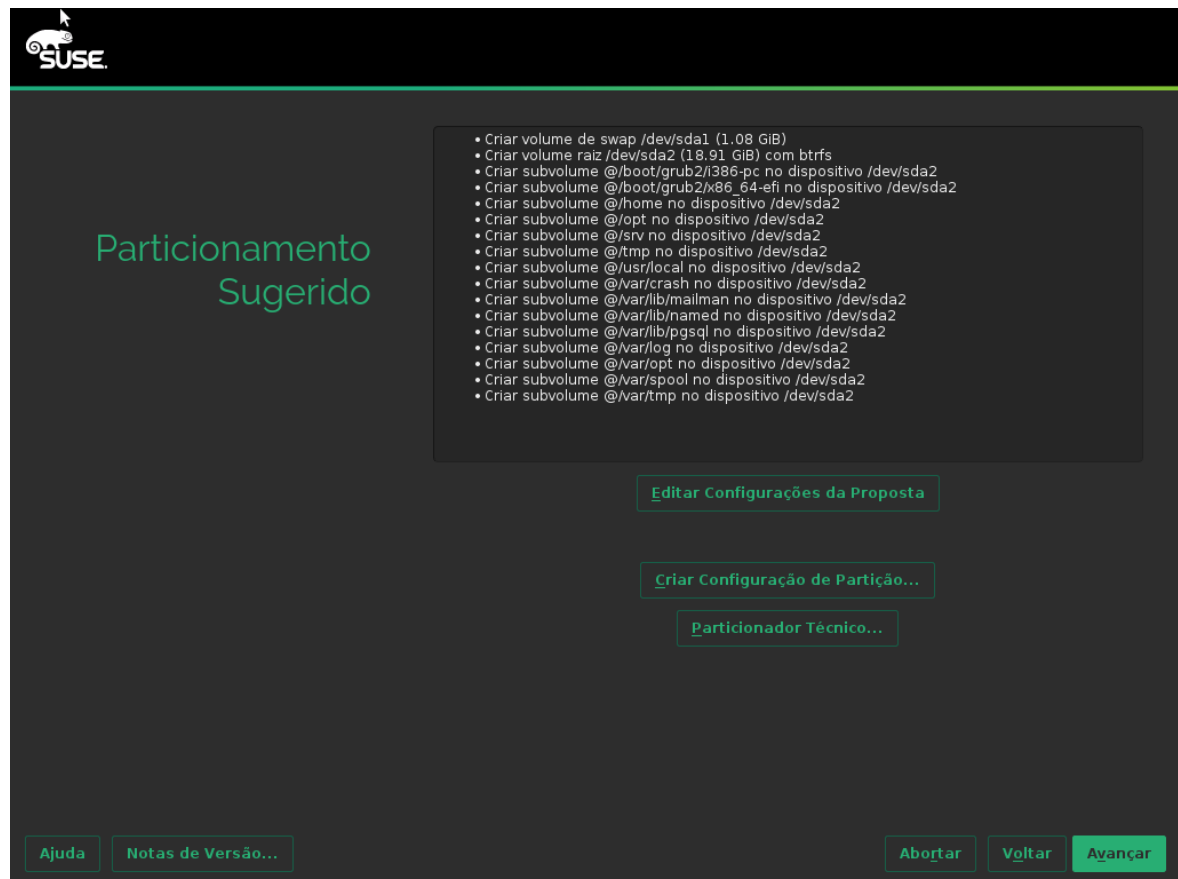 SUSE.
Particionamento
Sugerido
• Criar volume de swap /dev/sda1 (1.08 GiB)
• Criar volume raiz /dev/sda2 (18.91 GiB) com btrfs
• Criar subvolume @/boot/grub2/i386-pc no dispositivo /dev/sda2
• Criar subvolume @/boot/grub2/x86_64-efi no dispositivo /dev/sda2
• Criar subvolume @/home no dispositivo /dev/sda2
• Criar subvolume @/opt no dispositivo /dev/sda2
• Criar subvolume @/srv no dispositivo /dev/sda2
• Criar subvolume @/tmp no dispositivo /dev/sda2
• Criar subvolume @/usr/local no dispositivo /dev/sda2
• Criar subvolume @/var/crash no dispositivo /dev/sda2
• Criar subvolume @/var/lib/mailman no dispositivo /dev/sda2
• Criar subvolume @/var/lib/named no dispositivo /dev/sda2
• Criar subvolume @/var/lib/pgsql no dispositivo /dev/sda2
• Criar subvolume @/var/log no dispositivo /dev/sda2
• Criar subvolume @/var/opt no dispositivo /dev/sda2
• Criar subvolume @/var/spool no dispositivo /dev/sda2
• Criar subvolume @/var/tmp no dispositivo /dev/sda2
Editar Configurações da Proposta
Criar Configuração de Partição...
Particionador Técnico...
Ajuda Notas de Versão... Abortar Voltar Avançar